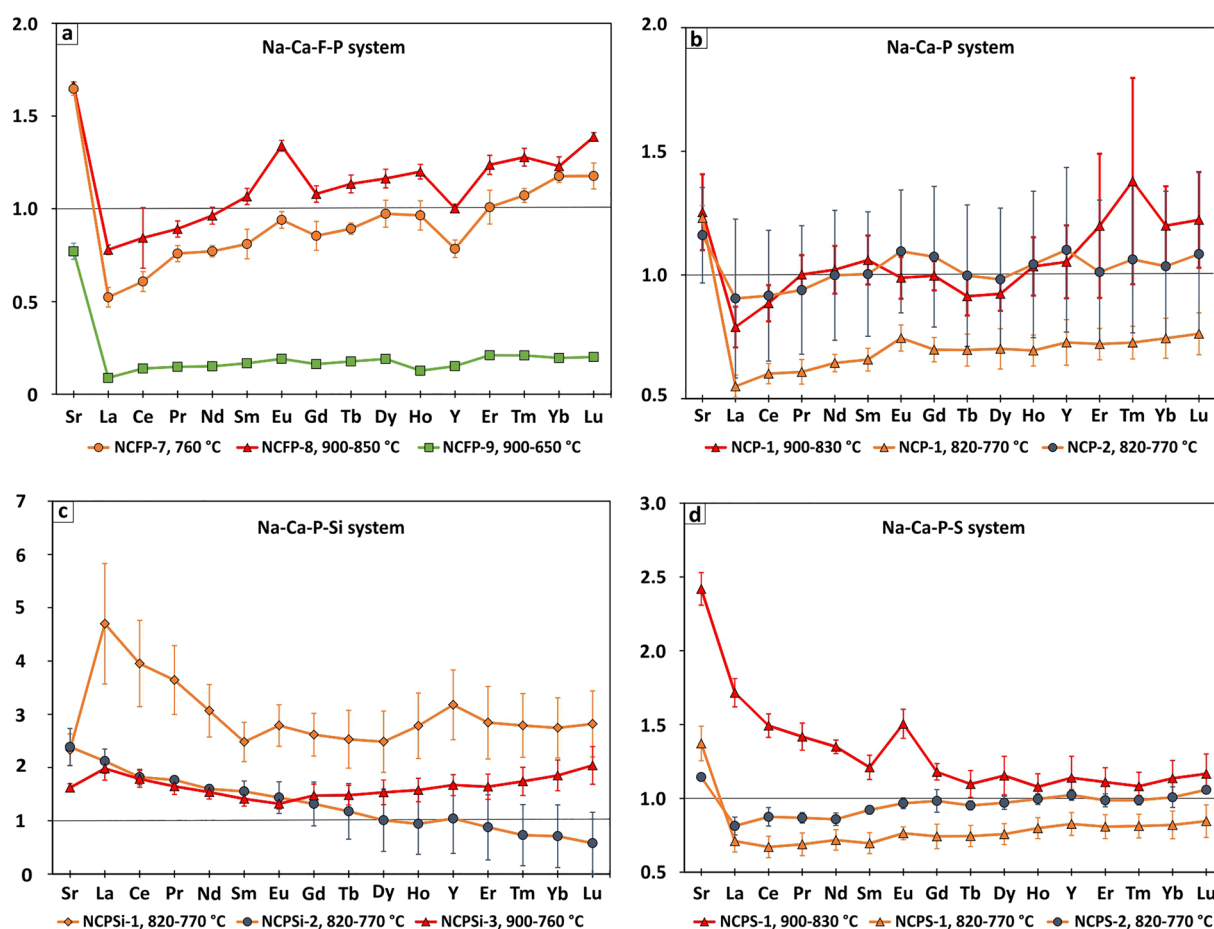 a
Na-Ca-F-P system
2.0
1.5
1.0
0.5
0
Sr La Ce Pr Nd Sm Eu Gd Tb Dy Ho Y Er Tm Yb Lu
NCFP-7, 760 °C NCFP-8, 900-850 °C NCFP-9, 900-650 °C
b
Na-Ca-P system
2.0
1.5
1.0
0.5
Sr La Ce Pr Nd Sm Eu Gd Tb Dy Ho Y Er Tm Yb Lu
NCP-1, 900-830 °C NCP-1, 820-770 °C NCP-2, 820-770 °C
c
Na-Ca-P-Si system
7
6
5
4
3
2
1
0
Sr La Ce Pr Nd Sm Eu Gd Tb Dy Ho Y Er Tm Yb Lu
NCPSi-1, 820-770 °C NCPSi-2, 820-770 °C NCPSi-3, 900-760 °C
d
Na-Ca-P-S system
3.0
2.5
2.0
1.5
1.0
0.5
Sr La Ce Pr Nd Sm Eu Gd Tb Dy Ho Y Er Tm Yb Lu
NCPS-1, 900-830 °C NCPS-1, 820-770 °C NCPS-2, 820-770 °C